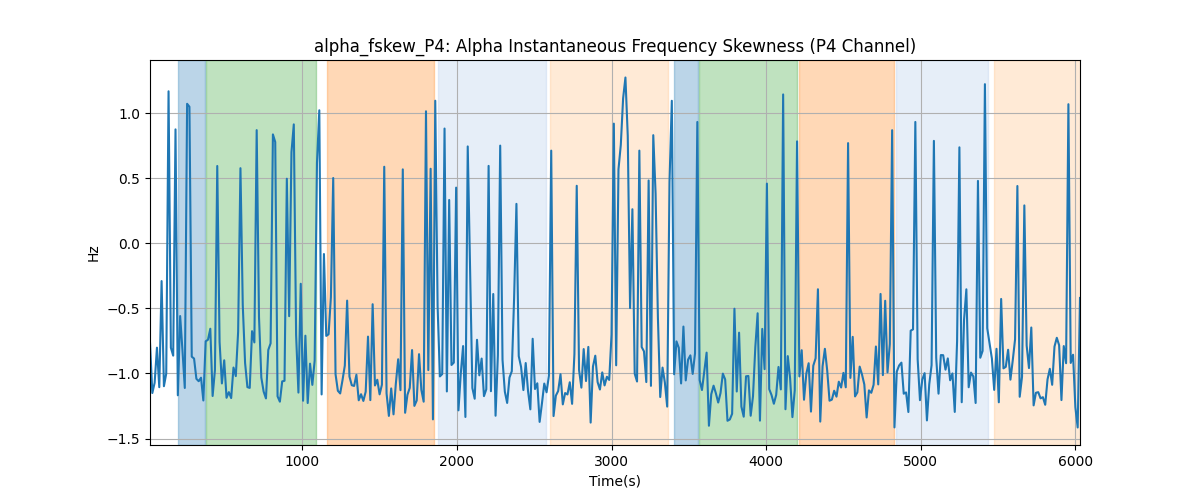 alpha_fskew_P4: Alpha Instantaneous Frequency Skewness (P4 Channel)
1.0
0.5
0.0
−0.5
−1.0
−1.5
Hz
1000 2000 3000 4000 5000 6000
Time(s)